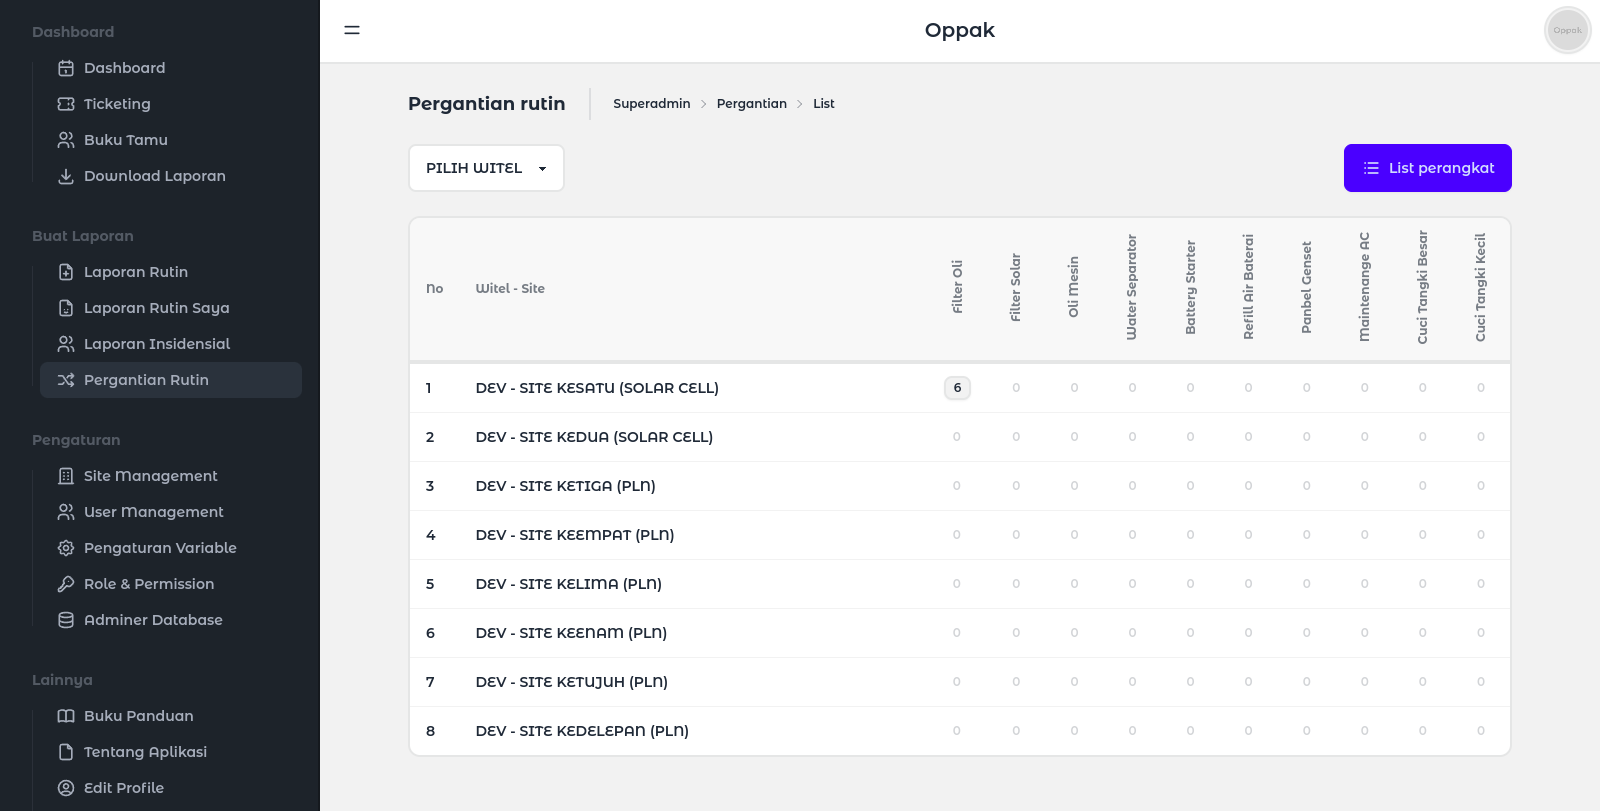 Dashboard
Dashboard
Ticketing
Buku Tamu
Download Laporan
Buat Laporan
Laporan Rutin
Laporan Rutin Saya
Laporan Insidensial
Pergantian Rutin
Pengaturan
Site Management
User Management
Pengaturan Variable
Role & Permission
Adminer Database
Lainnya
Buku Panduan
Tentang Aplikasi
Edit Profile
Oppak
Oppak
Pergantian rutin
Superadmin > Pergantian > List
PILIH WITEL
List perangkat
No Witel - Site Filter Oli Filter Solar Oli Mesin Water Separator Battery Starter Refill Air Baterai Panbel Genset Maintenange AC Cuci Tangki Besar Cuci Tangki Kecil
1 DEV - SITE KESATU (SOLAR CELL) 6 0 0 0 0 0 0 0 0 0
2 DEV - SITE KEDUA (SOLAR CELL) 0 0 0 0 0 0 0 0 0 0
3 DEV - SITE KETIGA (PLN) 0 0 0 0 0 0 0 0 0 0
4 DEV - SITE KEEMPAT (PLN) 0 0 0 0 0 0 0 0 0 0
5 DEV - SITE KELIMA (PLN) 0 0 0 0 0 0 0 0 0 0
6 DEV - SITE KEENAM (PLN) 0 0 0 0 0 0 0 0 0 0
7 DEV - SITE KETUJUH (PLN) 0 0 0 0 0 0 0 0 0 0
8 DEV - SITE KEDELEPAN (PLN) 0 0 0 0 0 0 0 0 0 0